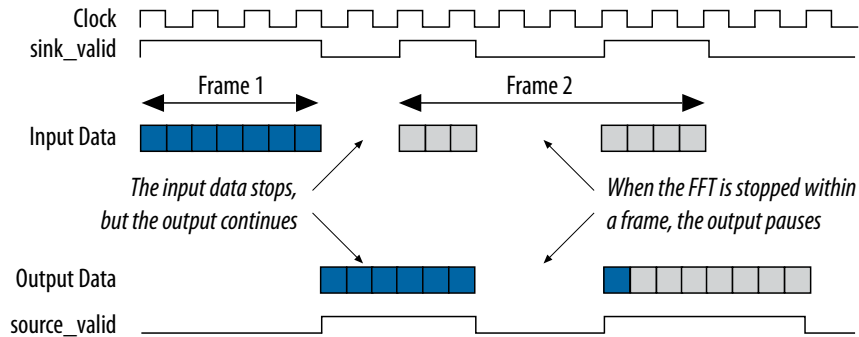 Clock
sink_valid
Frame 1
Frame 2
Input Data
The input data stops,
but the output continues
When the FFT is stopped within
a frame, the output pauses
Output Data
source_valid